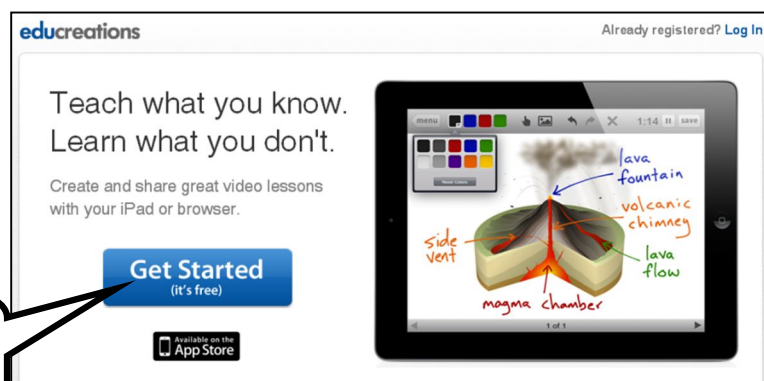 educreations
Already registered? Log In
Teach what you know.
Learn what you don't.
Create and share great video lessons
with your iPad or browser.
Get Started
(it's free)
Available on the
App Store
menu
1:14
save
Reset Colors
lava
fountain
volcanic
chimney
side
vent
lava
flow
magma chamber
1 of 1